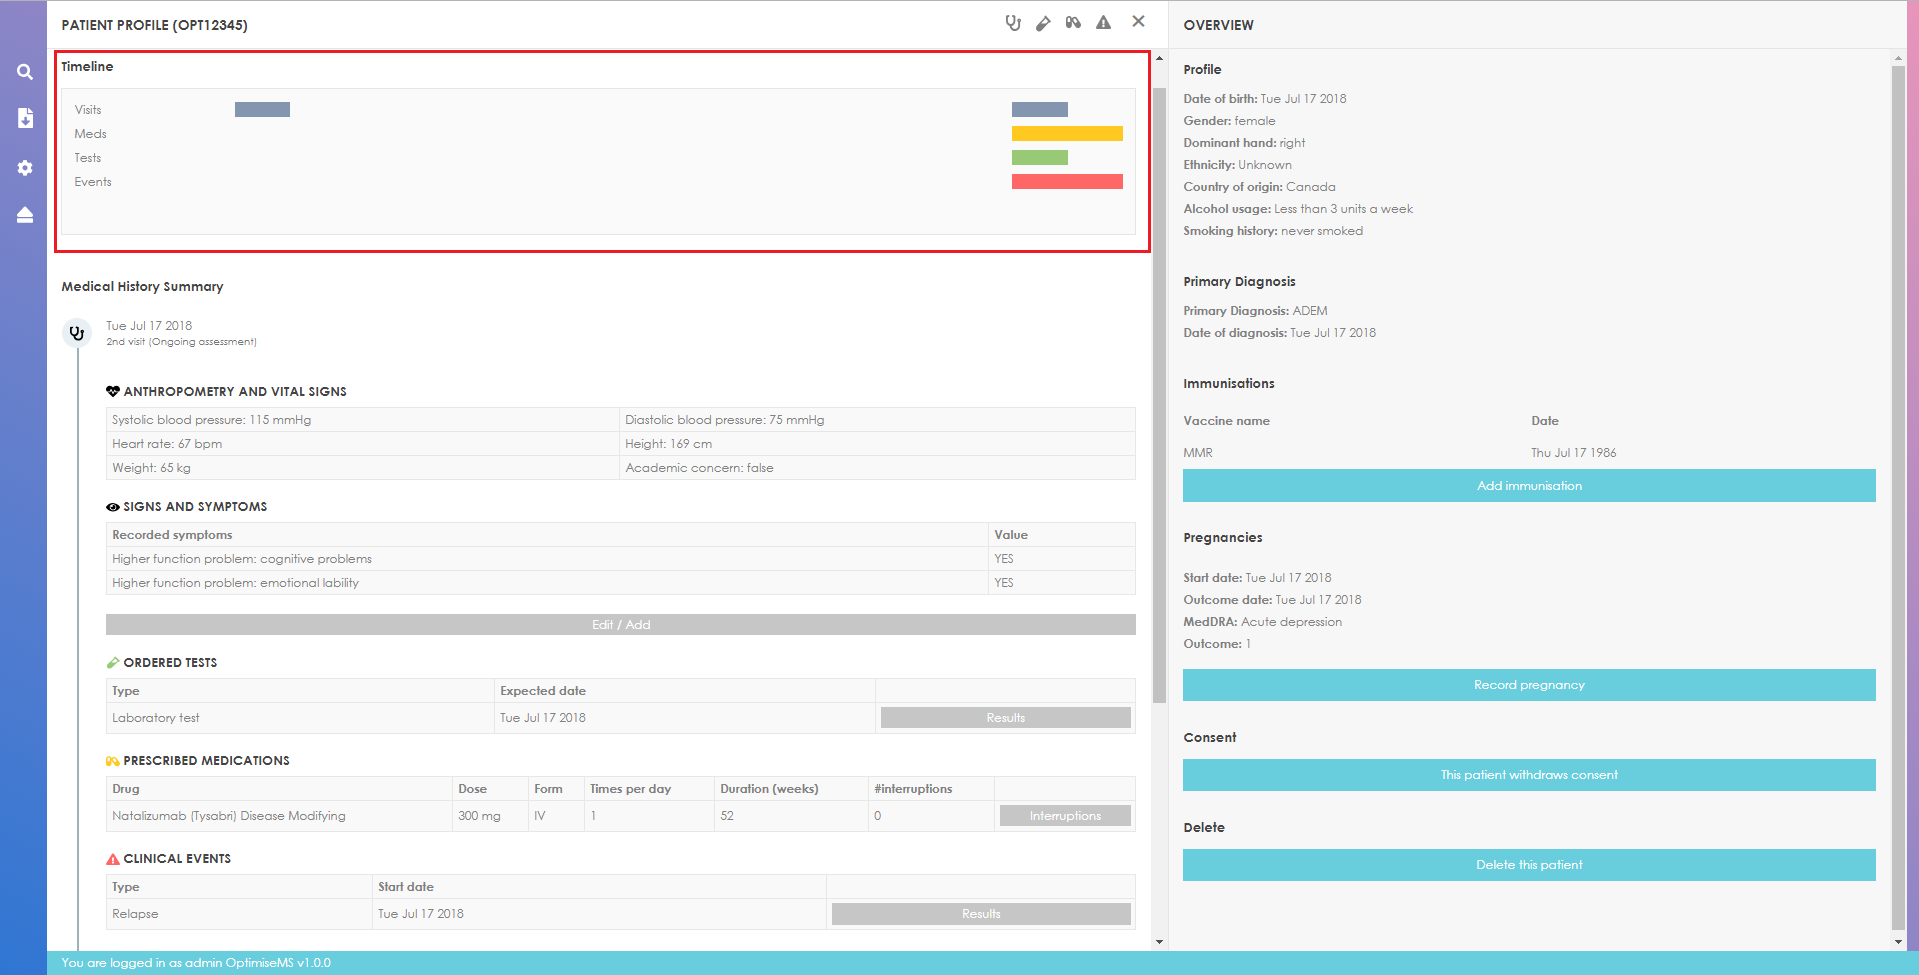 PATIENT PROFILE (OPT12345)
Timeline
Visits
Meds
Tests
Events
Medical History Summary
Tue Jul 17 2018
2nd visit (Ongoing assessment)
ANTHROPOMETRY AND VITAL SIGNS
Systolic blood pressure: 115 mmHg Diastolic blood pressure: 75 mmHg
Heart rate: 67 bpm Height: 169 cm
Weight: 65 kg Academic concern: false
SIGNS AND SYMPTOMS
Recorded symptoms Value
Higher function problem: cognitive problems YES
Higher function problem: emotional lability YES
Edit / Add
ORDERED TESTS
Type Expected date
Laboratory test Tue Jul 17 2018 Results
PRESCRIBED MEDICATIONS
Drug Dose Form Times per day Duration (weeks) #interruptions
Natalizumab (Tysabri) Disease Modifying 300 mg IV 1 52 0 Interruptions
CLINICAL EVENTS
Type Start date
Relapse Tue Jul 17 2018 Results
OVERVIEW
Profile
Date of birth: Tue Jul 17 2018
Gender: female
Dominant hand: right
Ethnicity: Unknown
Country of origin: Canada
Alcohol usage: Less than 3 units a week
Smoking history: never smoked
Primary Diagnosis
Primary Diagnosis: ADEM
Date of diagnosis: Tue Jul 17 2018
Immunisations
Vaccine name Date
MMR Thu Jul 17 1986
Add immunisation
Pregnancies
Start date: Tue Jul 17 2018
Outcome date: Tue Jul 17 2018
MedDRA: Acute depression
Outcome: 1
Record pregnancy
Consent
This patient withdraws consent
Delete
Delete this patient
You are logged in as admin OptimiseMS v1.0.0